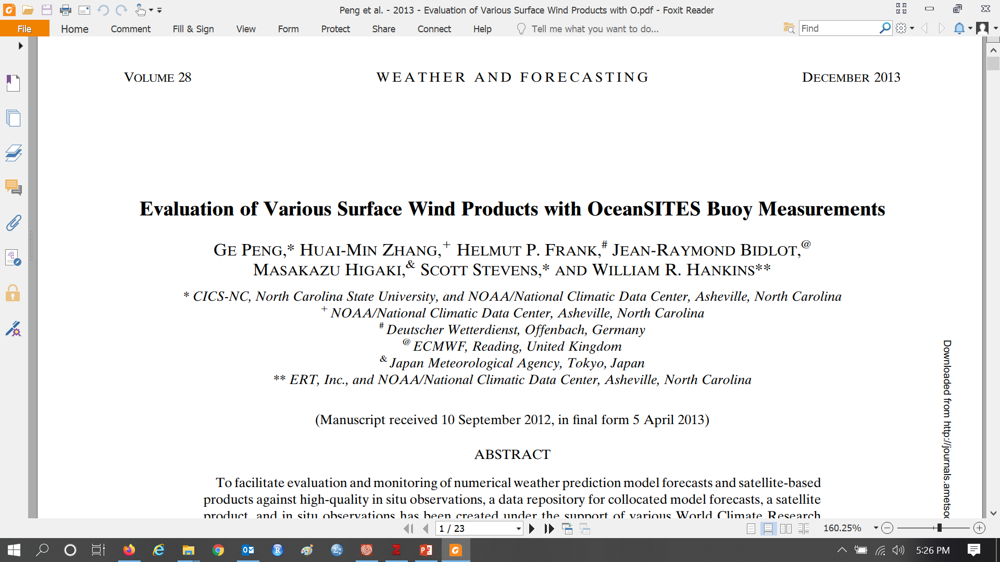 Peng et al. - 2013 - Evaluation of Various Surface Wind Products with O.pdf - Foxit Reader
File Home Comment Fill & Sign View Form Protect Share Connect Help Tell me what you want to do... Find
VOLUME 28 WEATHER AND FORECASTING DECEMBER 2013
Evaluation of Various Surface Wind Products with OceanSITES Buoy Measurements
GE PENG,* HUAI-MIN ZHANG,+ HELMUT P. FRANK,# JEAN-RAYMOND BIDLOT,@
MASAKAZU HIGAKI,& SCOTT STEVENS,* AND WILLIAM R. HANKINS**
* CICS-NC, North Carolina State University, and NOAA/National Climatic Data Center, Asheville, North Carolina
+ NOAA/National Climatic Data Center, Asheville, North Carolina
# Deutscher Wetterdienst, Offenbach, Germany
@ ECMWF, Reading, United Kingdom
& Japan Meteorological Agency, Tokyo, Japan
** ERT, Inc., and NOAA/National Climatic Data Center, Asheville, North Carolina
(Manuscript received 10 September 2012, in final form 5 April 2013)
ABSTRACT
To facilitate evaluation and monitoring of numerical weather prediction model forecasts and satellite-based
products against high-quality in situ observations, a data repository for collocated model forecasts, a satellite
product, and in situ observations has been created under the support of various World Climate Research
Downloaded from http://journals.ametsoc
1 / 23 160.25%
5:26 PM